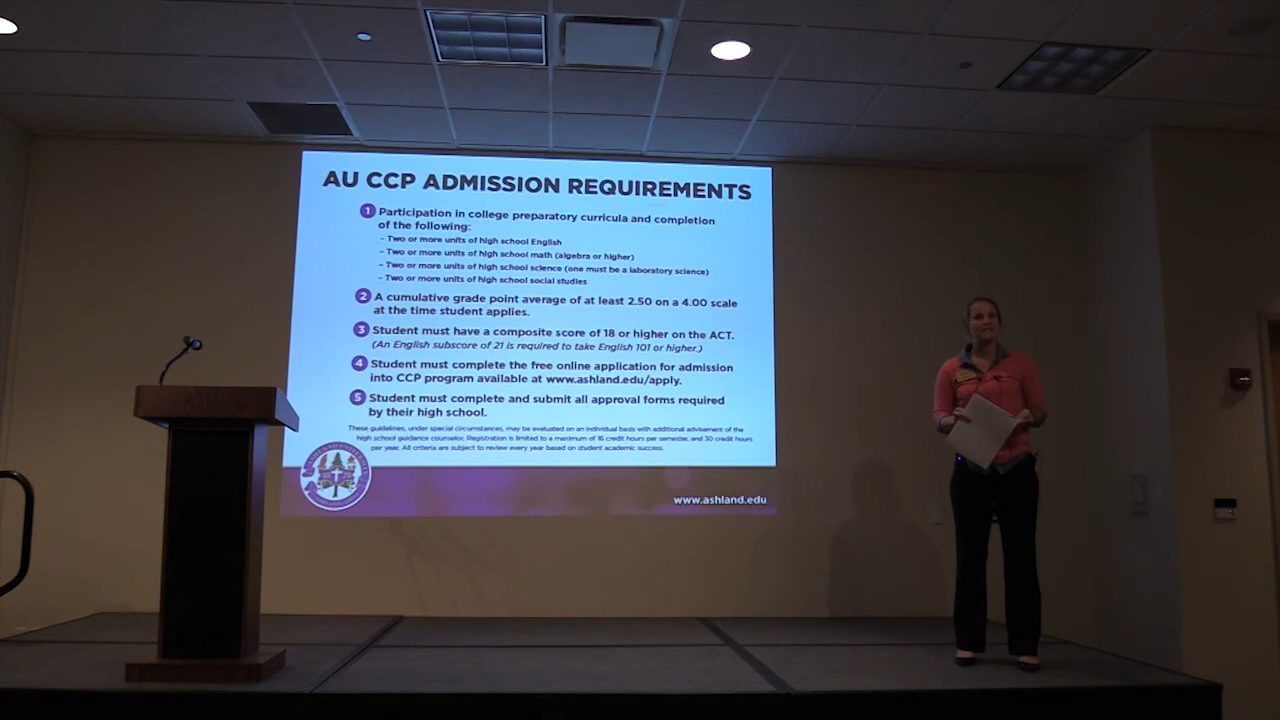 AU CCP ADMISSION REQUIREMENTS
1 Participation in college preparatory curricula and completion
of the following:
– Two or more units of high school English
– Two or more units of high school math (algebra or higher)
– Two or more units of high school science (one must be a laboratory science)
– Two or more units of high school social studies
2 A cumulative grade point average of at least 2.50 on a 4.00 scale
at the time student applies.
3 Student must have a composite score of 18 or higher on the ACT.
(An English subscore of 21 is required to take English 101 or higher.)
4 Student must complete the free online application for admission
into CCP program available at www.ashland.edu/apply.
5 Student must complete and submit all approval forms required
by their high school.
These guidelines, under special circumstances, may be evaluated on an individual basis with additional advisement of the
high school guidance counselor. Registration is limited to a maximum of 16 credit hours per semester, and 30 credit hours
per year. All criteria are subject to review every year based on student academic success.
www.ashland.edu